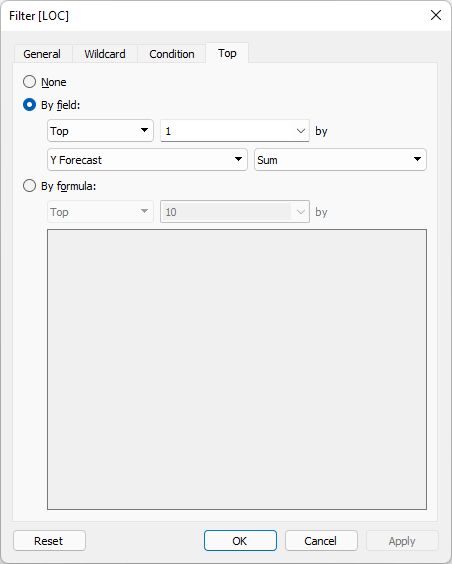 Filter [LOC]
General Wildcard Condition Top
None
By field:
Top 1 by
Y Forecast Sum
By formula:
Top 10 by
Reset OK Cancel Apply